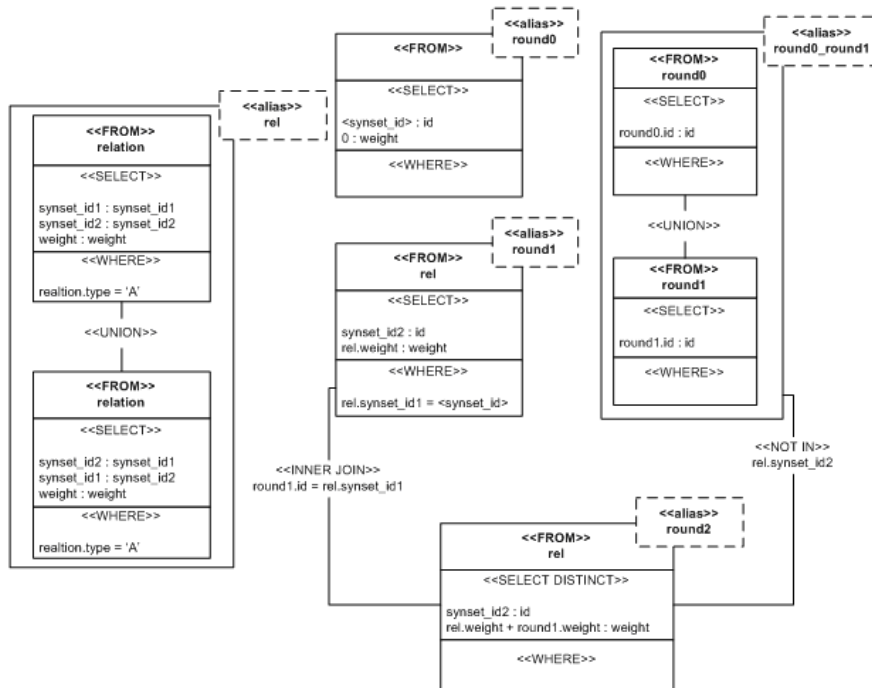 <<alias>>
rel
<<FROM>>
relation
<<SELECT>>
synset_id1 : synset_id1
synset_id2 : synset_id2
weight : weight
<<WHERE>>
realtion.type = ‘A’
<<UNION>>
<<FROM>>
relation
<<SELECT>>
synset_id2 : synset_id1
synset_id1 : synset_id2
weight : weight
<<WHERE>>
realtion.type = ‘A’
<<alias>>
round0
<<FROM>>
<<SELECT>>
<synset_id> : id
0 : weight
<<WHERE>>
<<alias>>
round1
<<FROM>>
rel
<<SELECT>>
synset_id2 : id
rel.weight : weight
<<WHERE>>
rel.synset_id1 = <synset_id>
<<alias>>
round0_round1
<<FROM>>
round0
<<SELECT>>
round0.id : id
<<WHERE>>
<<UNION>>
<<FROM>>
round1
<<SELECT>>
round1.id : id
<<WHERE>>
<<INNER JOIN>>
round1.id = rel.synset_id1
<<NOT IN>>
rel.synset_id2
<<alias>>
round2
<<FROM>>
rel
<<SELECT DISTINCT>>
synset_id2 : id
rel.weight + round1.weight : weight
<<WHERE>>